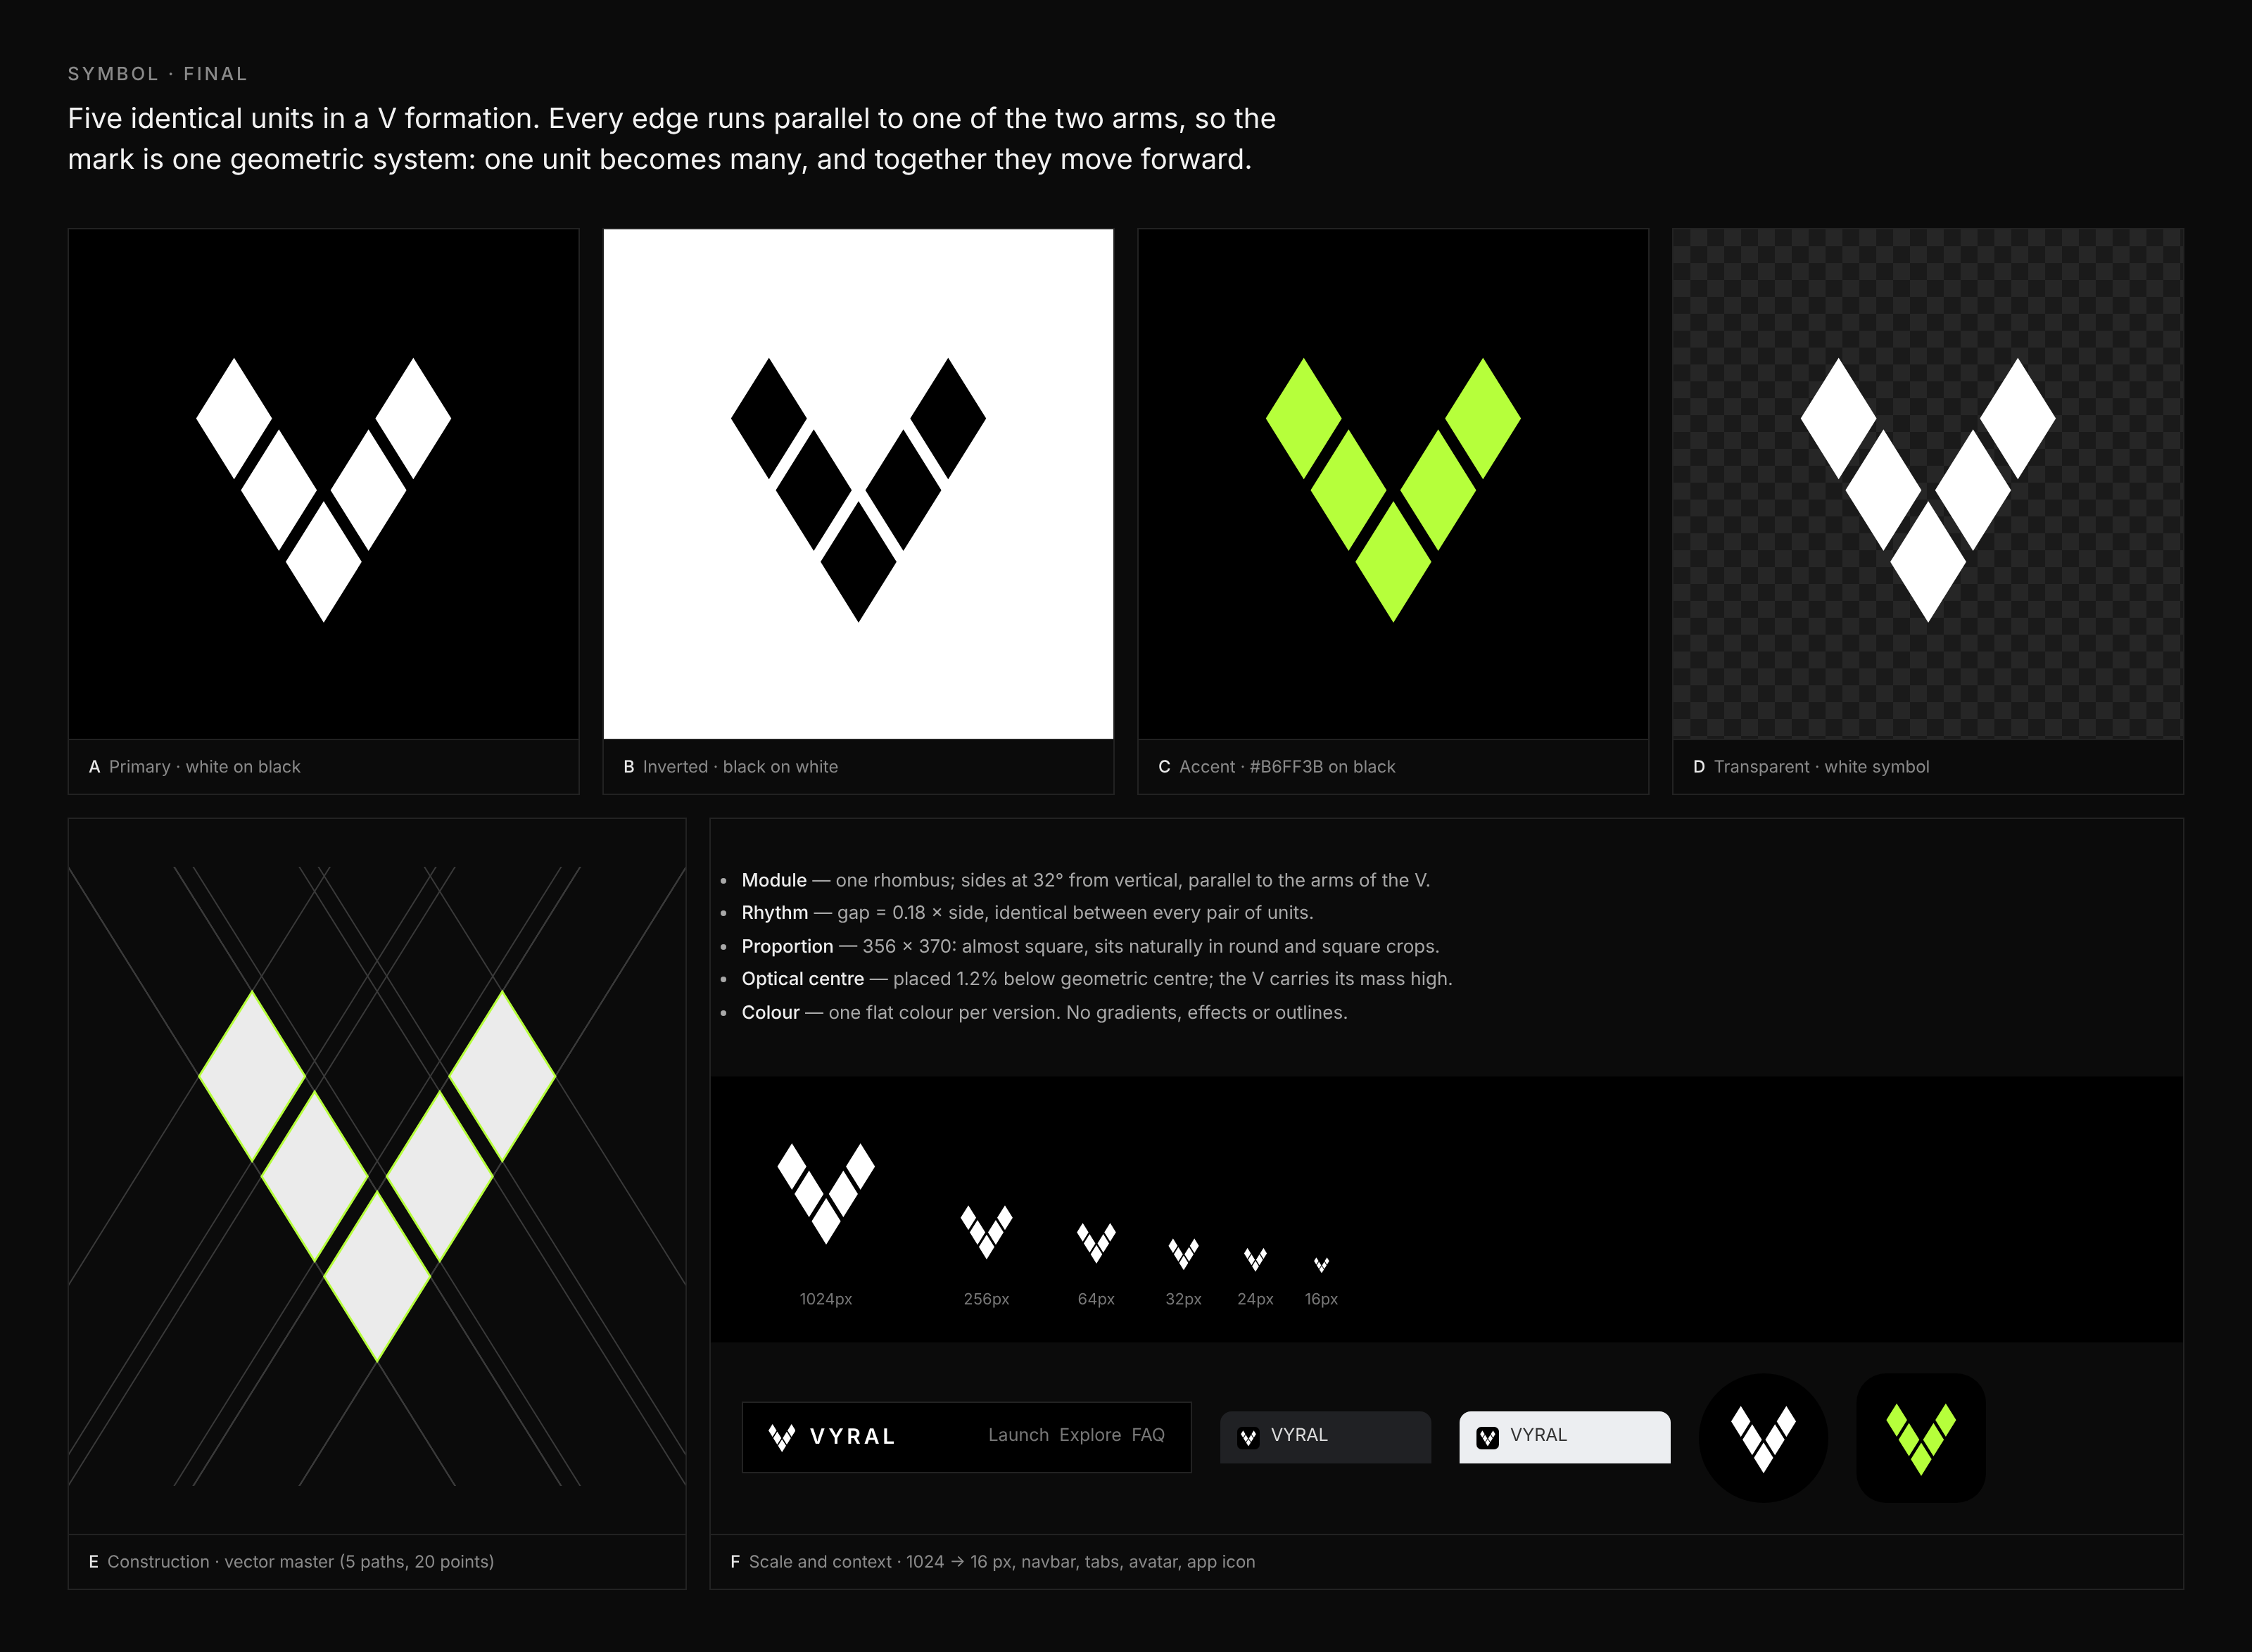 SYMBOL · FINAL
Five identical units in a V formation. Every edge runs parallel to one of the two arms, so the
mark is one geometric system: one unit becomes many, and together they move forward.
A Primary · white on black
B Inverted · black on white
C Accent · #B6FF3B on black
D Transparent · white symbol
• Module — one rhombus; sides at 32° from vertical, parallel to the arms of the V.
• Rhythm — gap = 0.18 × side, identical between every pair of units.
• Proportion — 356 × 370: almost square, sits naturally in round and square crops.
• Optical centre — placed 1.2% below geometric centre; the V carries its mass high.
• Colour — one flat colour per version. No gradients, effects or outlines.
1024px 256px 64px 32px 24px 16px
VYRAL Launch Explore FAQ
VYRAL
VYRAL
E Construction · vector master (5 paths, 20 points)
F Scale and context · 1024 → 16 px, navbar, tabs, avatar, app icon